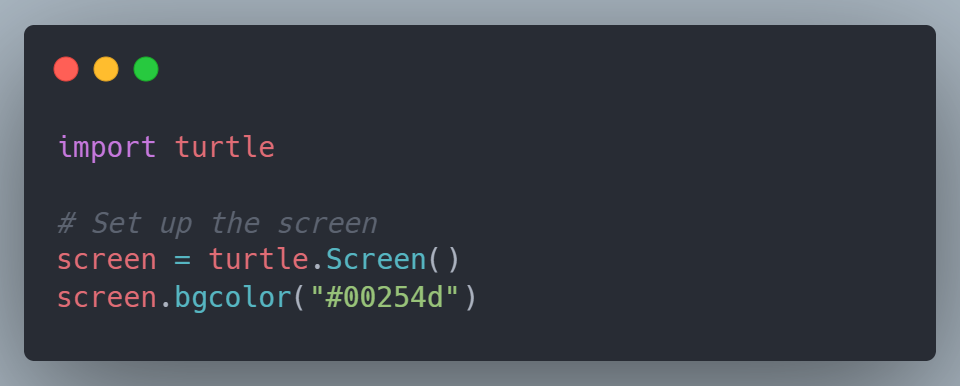 import turtle
# Set up the screen
screen = turtle.Screen()
screen.bgcolor("#00254d")